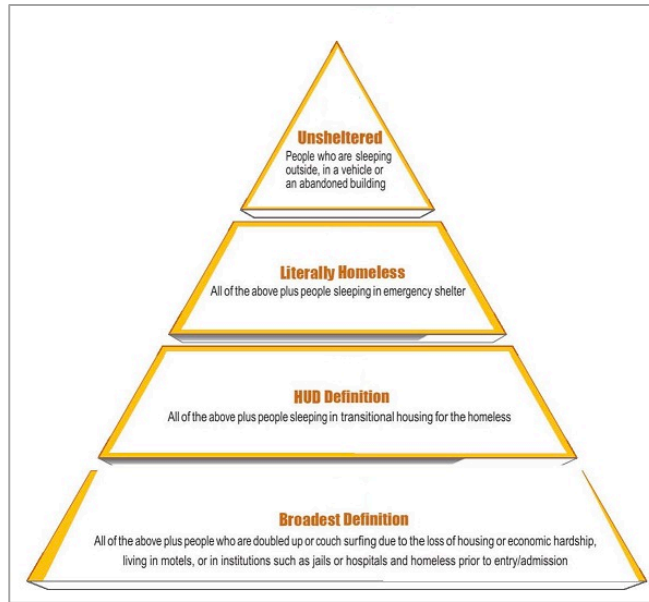 Unsheltered
People who are sleeping
outside, in a vehicle or
an abandoned building
Literally Homeless
All of the above plus people sleeping in emergency shelter
HUD Definition
All of the above plus people sleeping in transitional housing for the homeless
Broadest Definition
All of the above plus people who are doubled up or couch surfing due to the loss of housing or economic hardship,
living in motels, or in institutions such as jails or hospitals and homeless prior to entry/admission